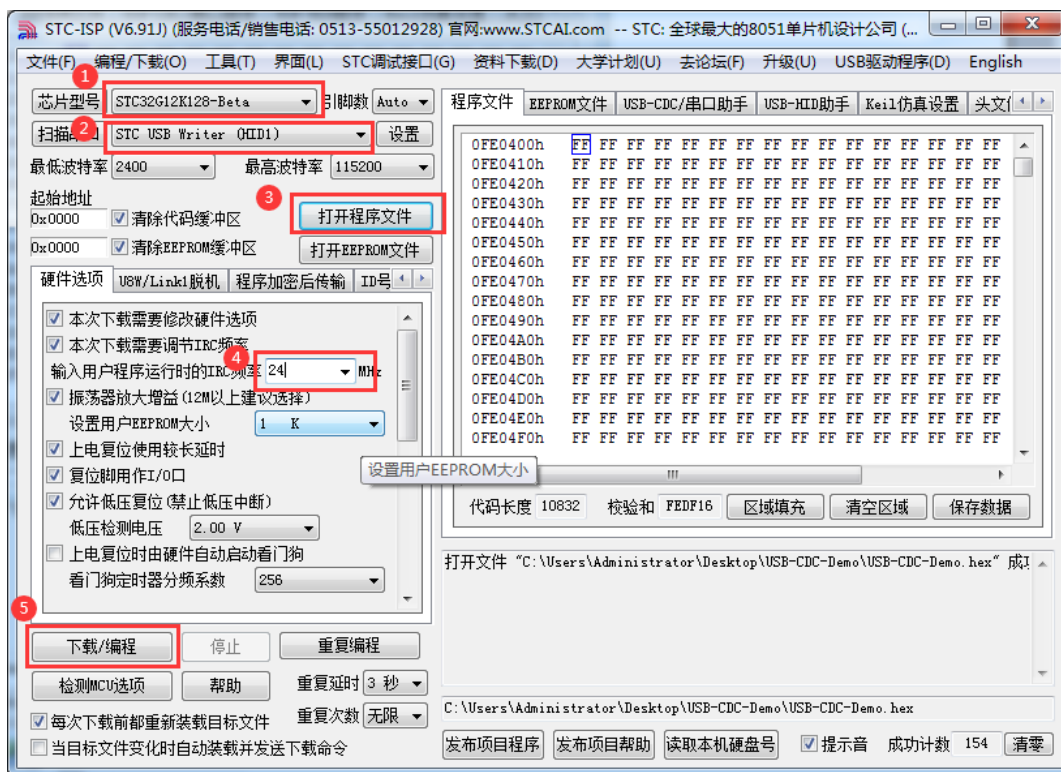 STC-ISP (V6.91J) (服务电话/销售电话: 0513-55012928) 官网:www.STCAI.com -- STC: 全球最大的8051单片机设计公司 (...
文件(F) 编程/下载(O) 工具(T) 界面(L) STC调试接口(G) 资料下载(D) 大学计划(U) 去论坛(F) 升级(U) USB驱动程序(D) English
1
芯片型号 STC32G12K128-Beta 引脚数 Auto
2
扫描串口 STC USB Writer (HID1) 设置
最低波特率 2400 最高波特率 115200
起始地址
3
0x0000 清除代码缓冲区 打开程序文件
0x0000 清除EEPROM缓冲区 打开EEPROM文件
硬件选项 U8W/Link1脱机 程序加密后传输 ID号
本次下载需要修改硬件选项
本次下载需要调节IRC频率
4
输入用户程序运行时的IRC频率 24 MHz
振荡器放大增益(12M以上建议选择)
设置用户EEPROM大小 1 K
上电复位使用较长延时
设置用户EEPROM大小
复位脚用作I/O口
允许低压复位(禁止低压中断)
低压检测电压 2.00 V
上电复位时由硬件自动启动看门狗
看门狗定时器分频系数 256
5
下载/编程 停止 重复编程
检测MCU选项 帮助 重复延时 3 秒
每次下载前都重新装载目标文件 重复次数 无限
当目标文件变化时自动装载并发送下载命令
程序文件 EEPROM文件 USB-CDC/串口助手 USB-HID助手 Keil仿真设置 头文
0FE0400h FF FF FF FF FF FF FF FF FF FF FF FF FF FF FF FF
0FE0410h FF FF FF FF FF FF FF FF FF FF FF FF FF FF FF FF
0FE0420h FF FF FF FF FF FF FF FF FF FF FF FF FF FF FF FF
0FE0430h FF FF FF FF FF FF FF FF FF FF FF FF FF FF FF FF
0FE0440h FF FF FF FF FF FF FF FF FF FF FF FF FF FF FF FF
0FE0450h FF FF FF FF FF FF FF FF FF FF FF FF FF FF FF FF
0FE0460h FF FF FF FF FF FF FF FF FF FF FF FF FF FF FF FF
0FE0470h FF FF FF FF FF FF FF FF FF FF FF FF FF FF FF FF
0FE0480h FF FF FF FF FF FF FF FF FF FF FF FF FF FF FF FF
0FE0490h FF FF FF FF FF FF FF FF FF FF FF FF FF FF FF FF
0FE04A0h FF FF FF FF FF FF FF FF FF FF FF FF FF FF FF FF
0FE04B0h FF FF FF FF FF FF FF FF FF FF FF FF FF FF FF FF
0FE04C0h FF FF FF FF FF FF FF FF FF FF FF FF FF FF FF FF
0FE04D0h FF FF FF FF FF FF FF FF FF FF FF FF FF FF FF FF
0FE04E0h FF FF FF FF FF FF FF FF FF FF FF FF FF FF FF FF
0FE04F0h FF FF FF FF FF FF FF FF FF FF FF FF FF FF FF FF
代码长度 10832 校验和 FEDF16 区域填充 清空区域 保存数据
打开文件 "C:\Users\Administrator\Desktop\USB-CDC-Demo\USB-CDC-Demo.hex" 成
C:\Users\Administrator\Desktop\USB-CDC-Demo\USB-CDC-Demo.hex
发布项目程序 发布项目帮助 读取本机硬盘号 提示音 成功计数 154 清零